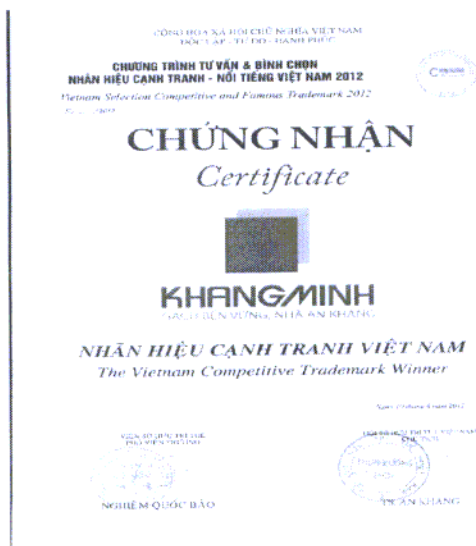 CỘNG HÒA XÃ HỘI CHỦ NGHĨA VIỆT NAM
ĐỘC LẬP - TỰ DO - HẠNH PHÚC
CHƯƠNG TRÌNH TƯ VẤN & BÌNH CHỌN
NHÃN HIỆU CẠNH TRANH - NỔI TIẾNG VIỆT NAM 2012
Vietnam Selection Competitive and Famous Trademark 2012
CHỨNG NHẬN
Certificate
KHANGMINH
GẠCH BỀN VỮNG, NHÀ AN KHANG
NHÃN HIỆU CẠNH TRANH VIỆT NAM
The Vietnam Competitive Trademark Winner
NGHIÊM QUỐC BẢO
AN KHANG